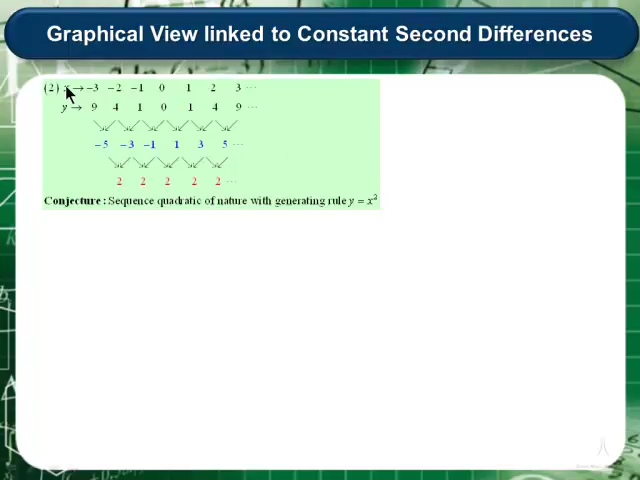 Graphical View linked to Constant Second Differences
(2) x → −3 −2 −1 0 1 2 3 ⋯
y → 9 4 1 0 1 4 9 ⋯
−5 −3 −1 1 3 5 ⋯
2 2 2 2 2 ⋯
Conjecture : Sequence quadratic of nature with generating rule y = x²